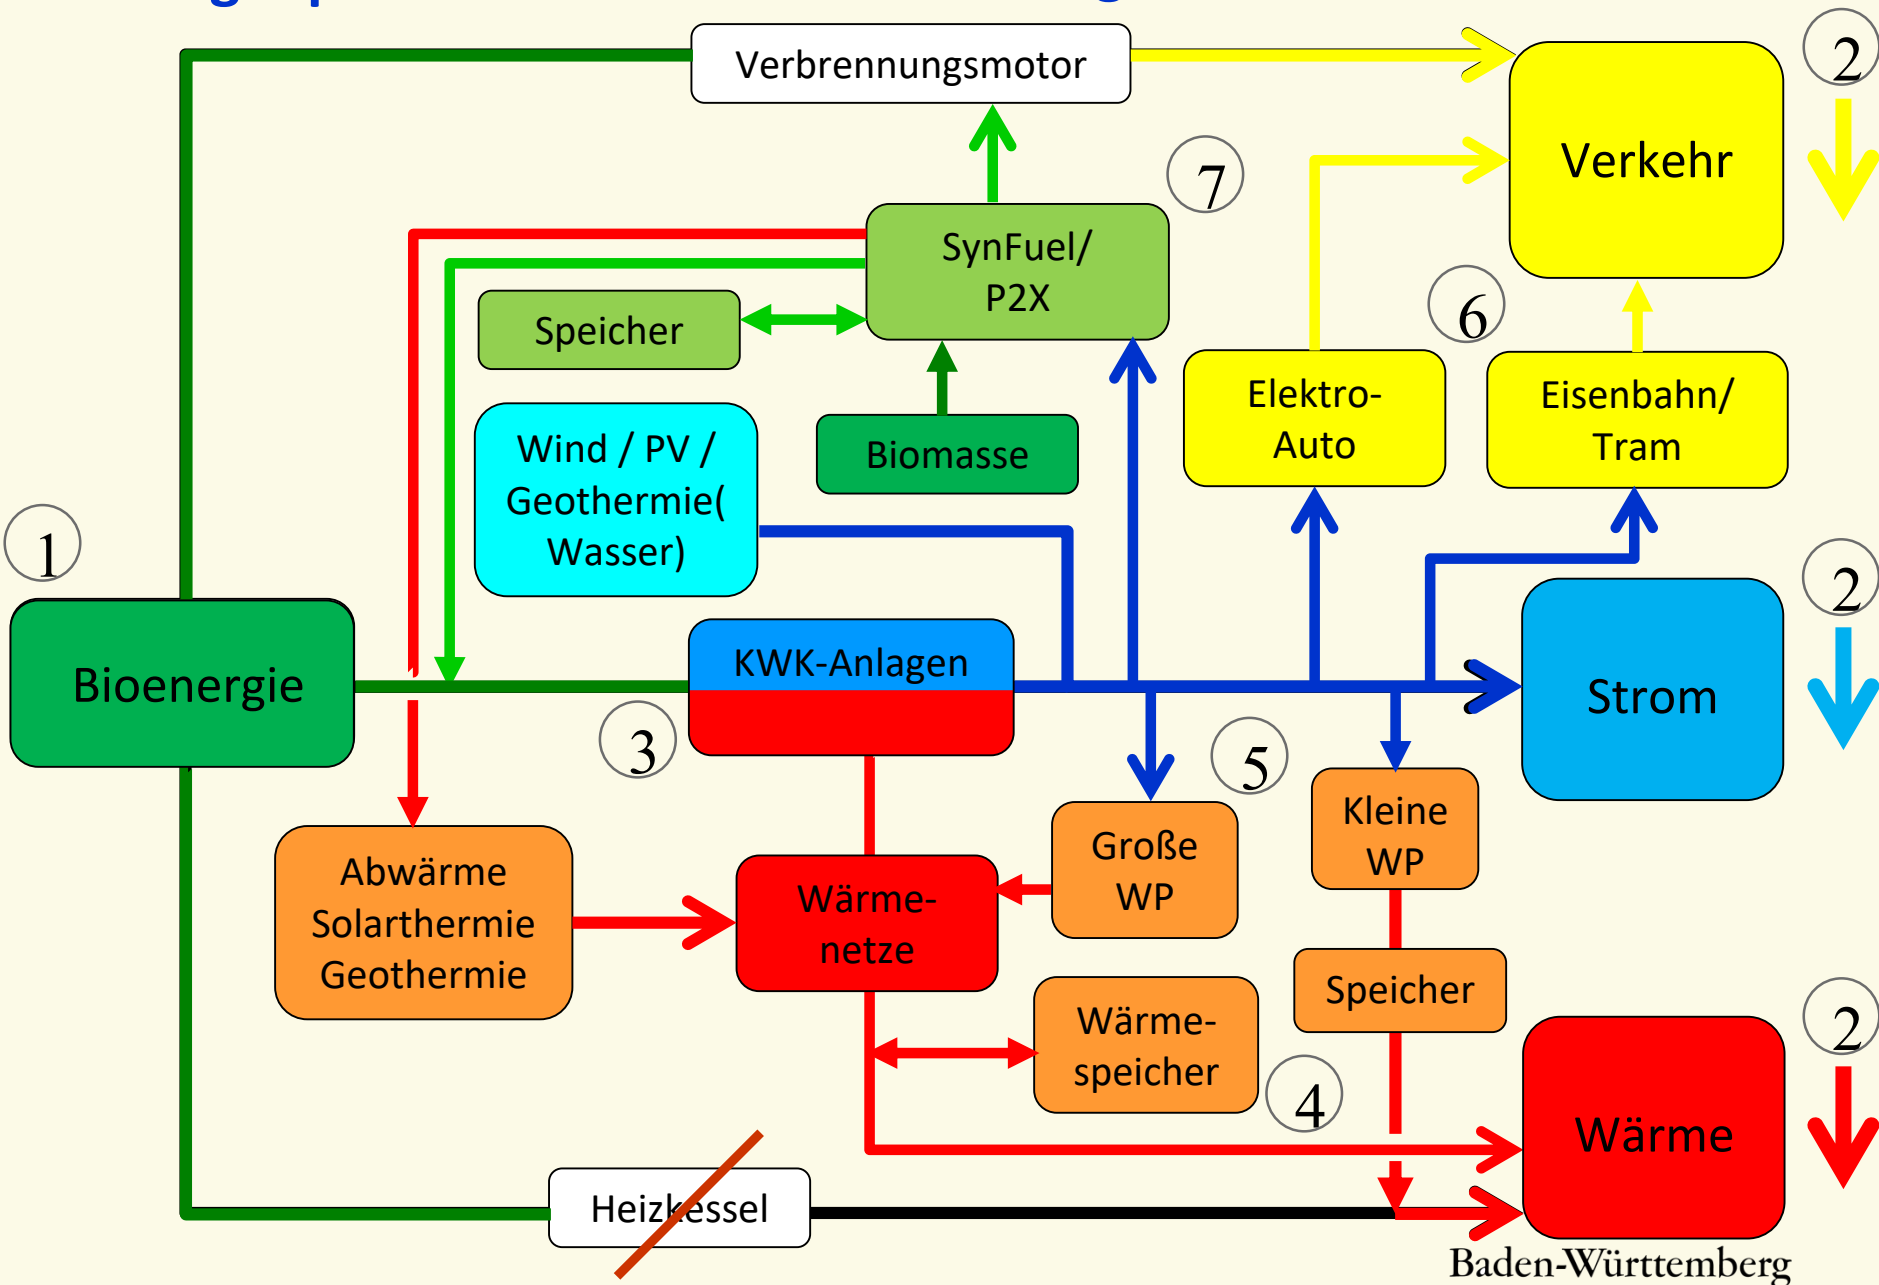 Verbrennungsmotor
2
Verkehr
7
SynFuel/
P2X
Speicher
6
Elektro-
Auto
Eisenbahn/
Tram
Wind / PV /
Geothermie(
Wasser)
Biomasse
1
2
Bioenergie
KWK-Anlagen
Strom
3
5
Kleine
WP
Große
WP
Abwärme
Solarthermie
Geothermie
Wärme-
netze
Speicher
Wärme-
speicher
2
4
Wärme
Heizkessel
Baden-Württemberg